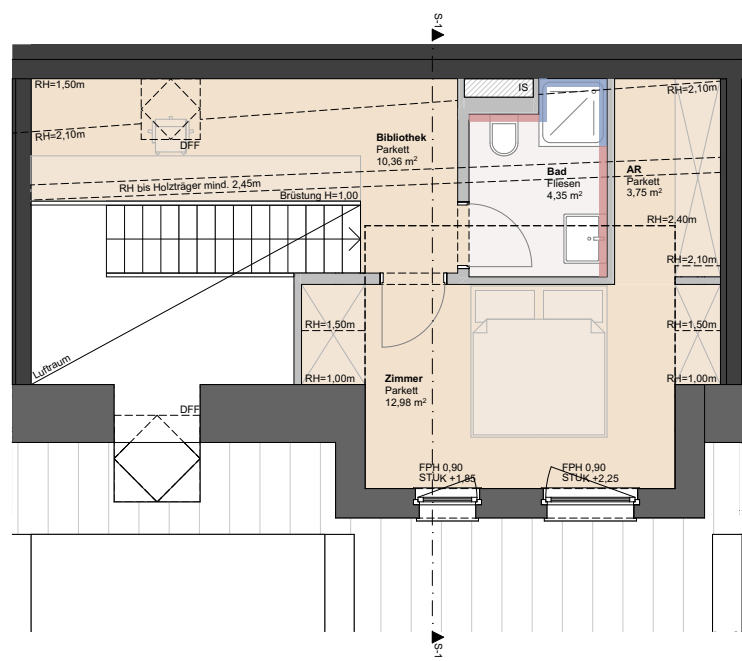 S-1
RH=1,50m
IS
RH=2,10m
RH=2,10m
DFF
Bibliothek
Parkett
10,36 m²
Bad
Fliesen
4,35 m²
AR
Parkett
3,75 m²
RH bis Holzträger mind. 2,45m
Brüstung H=1,00
RH=2,40m
RH=2,10m
RH=1,50m
RH=1,50m
Luftraum
RH=1,00m
RH=1,00m
Zimmer
Parkett
12,98 m²
DFF
FPH 0,90
STUK +1,85
FPH 0,90
STUK +2,25
S-1